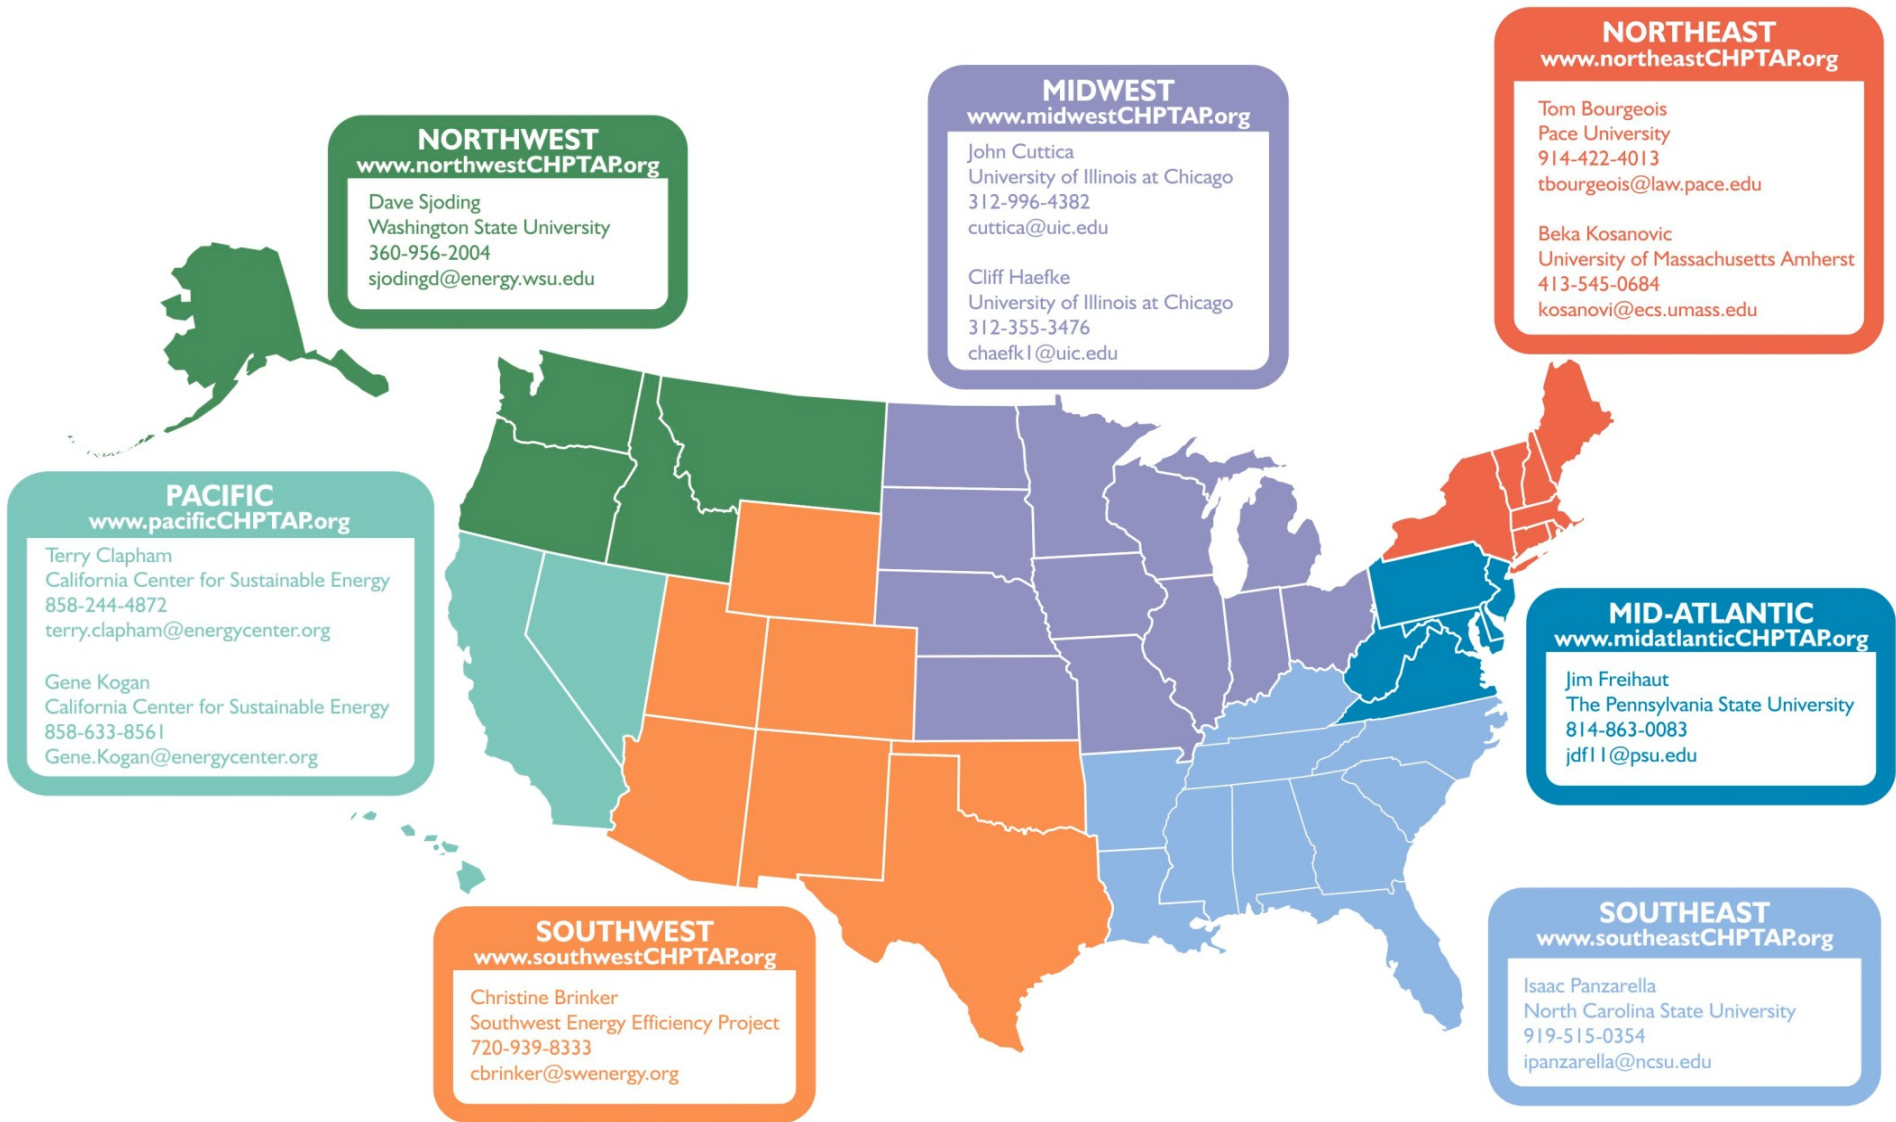 NORTHEAST
www.northeastCHPTAP.org
Tom Bourgeois
Pace University
914-422-4013
tbourgeois@law.pace.edu
Beka Kosanovic
University of Massachusetts Amherst
413-545-0684
kosanovi@ecs.umass.edu
MIDWEST
www.midwestCHPTAP.org
John Cuttica
University of Illinois at Chicago
312-996-4382
cuttica@uic.edu
Cliff Haefke
University of Illinois at Chicago
312-355-3476
chaefk1@uic.edu
NORTHWEST
www.northwestCHPTAP.org
Dave Sjoding
Washington State University
360-956-2004
sjodingd@energy.wsu.edu
PACIFIC
www.pacificCHPTAP.org
Terry Clapham
California Center for Sustainable Energy
858-244-4872
terry.clapham@energycenter.org
Gene Kogan
California Center for Sustainable Energy
858-633-8561
Gene.Kogan@energycenter.org
MID-ATLANTIC
www.midatlanticCHPTAP.org
Jim Freihaut
The Pennsylvania State University
814-863-0083
jdf11@psu.edu
SOUTHWEST
www.southwestCHPTAP.org
Christine Brinker
Southwest Energy Efficiency Project
720-939-8333
cbrinker@swenergy.org
SOUTHEAST
www.southeastCHPTAP.org
Isaac Panzarella
North Carolina State University
919-515-0354
ipanzarella@ncsu.edu